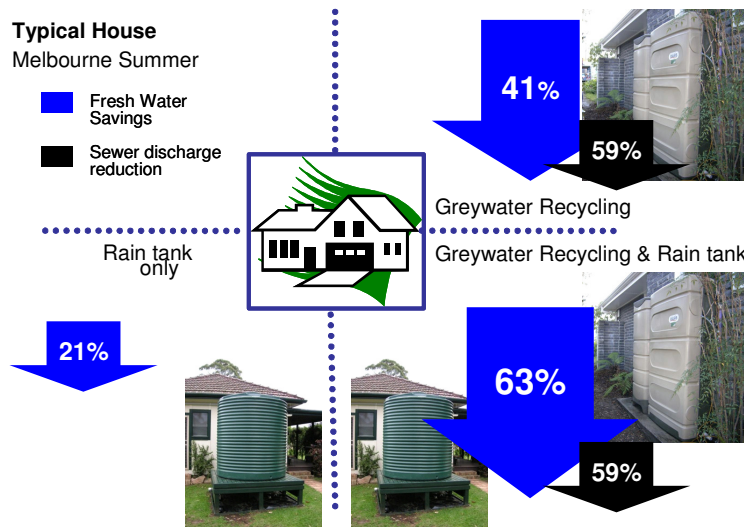 Typical House
Melbourne Summer
Fresh Water
Savings
Sewer discharge
reduction
41%
59%
Greywater Recycling
Rain tank
only
Greywater Recycling & Rain tank
21%
63%
59%